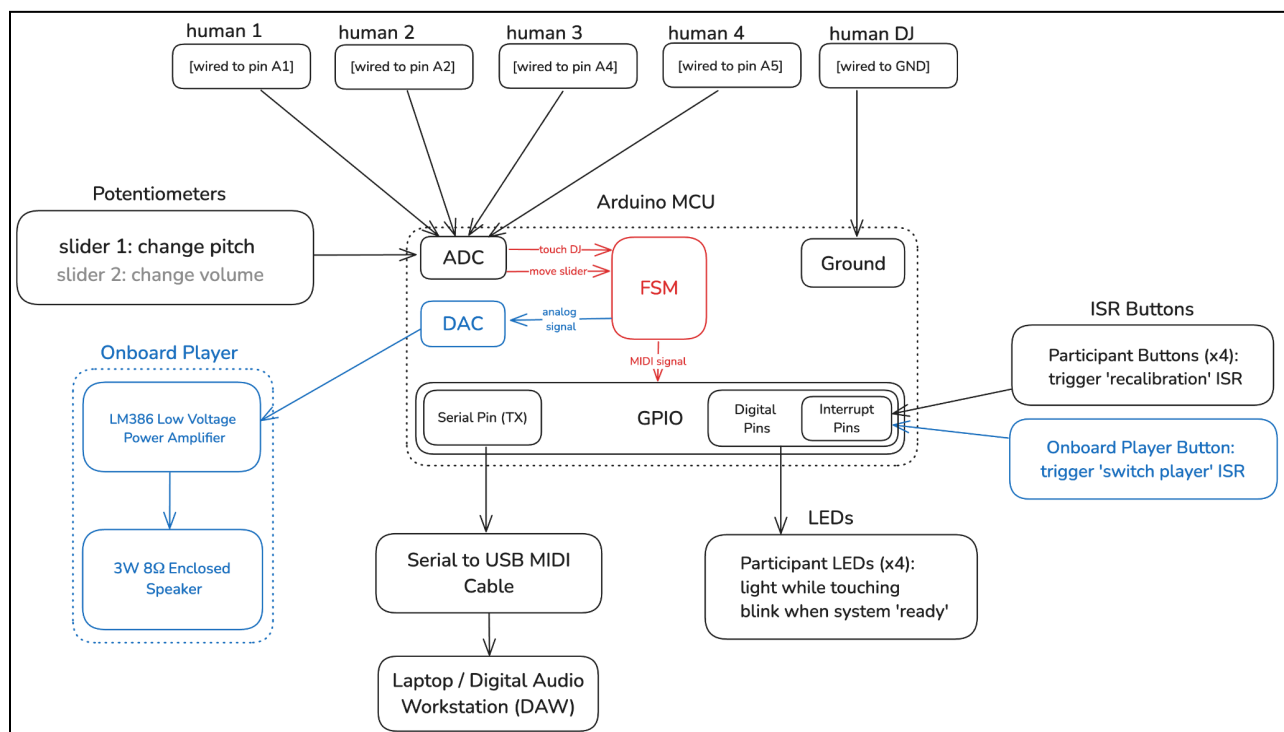 human 1
human 2
human 3
human 4
human DJ
[wired to pin A1]
[wired to pin A2]
[wired to pin A4]
[wired to pin A5]
[wired to GND]
Potentiometers
slider 1: change pitch
slider 2: change volume
Arduino MCU
ADC
touch DJ
move slider
FSM
Ground
DAC
analog
signal
MIDI signal
Onboard Player
LM386 Low Voltage
Power Amplifier
3W 8Ω Enclosed
Speaker
Serial Pin (TX)
GPIO
Digital
Pins
Interrupt
Pins
ISR Buttons
Participant Buttons (x4):
trigger 'recalibration' ISR
Onboard Player Button:
trigger 'switch player' ISR
Serial to USB MIDI
Cable
Laptop / Digital Audio
Workstation (DAW)
LEDs
Participant LEDs (x4):
light while touching
blink when system 'ready'